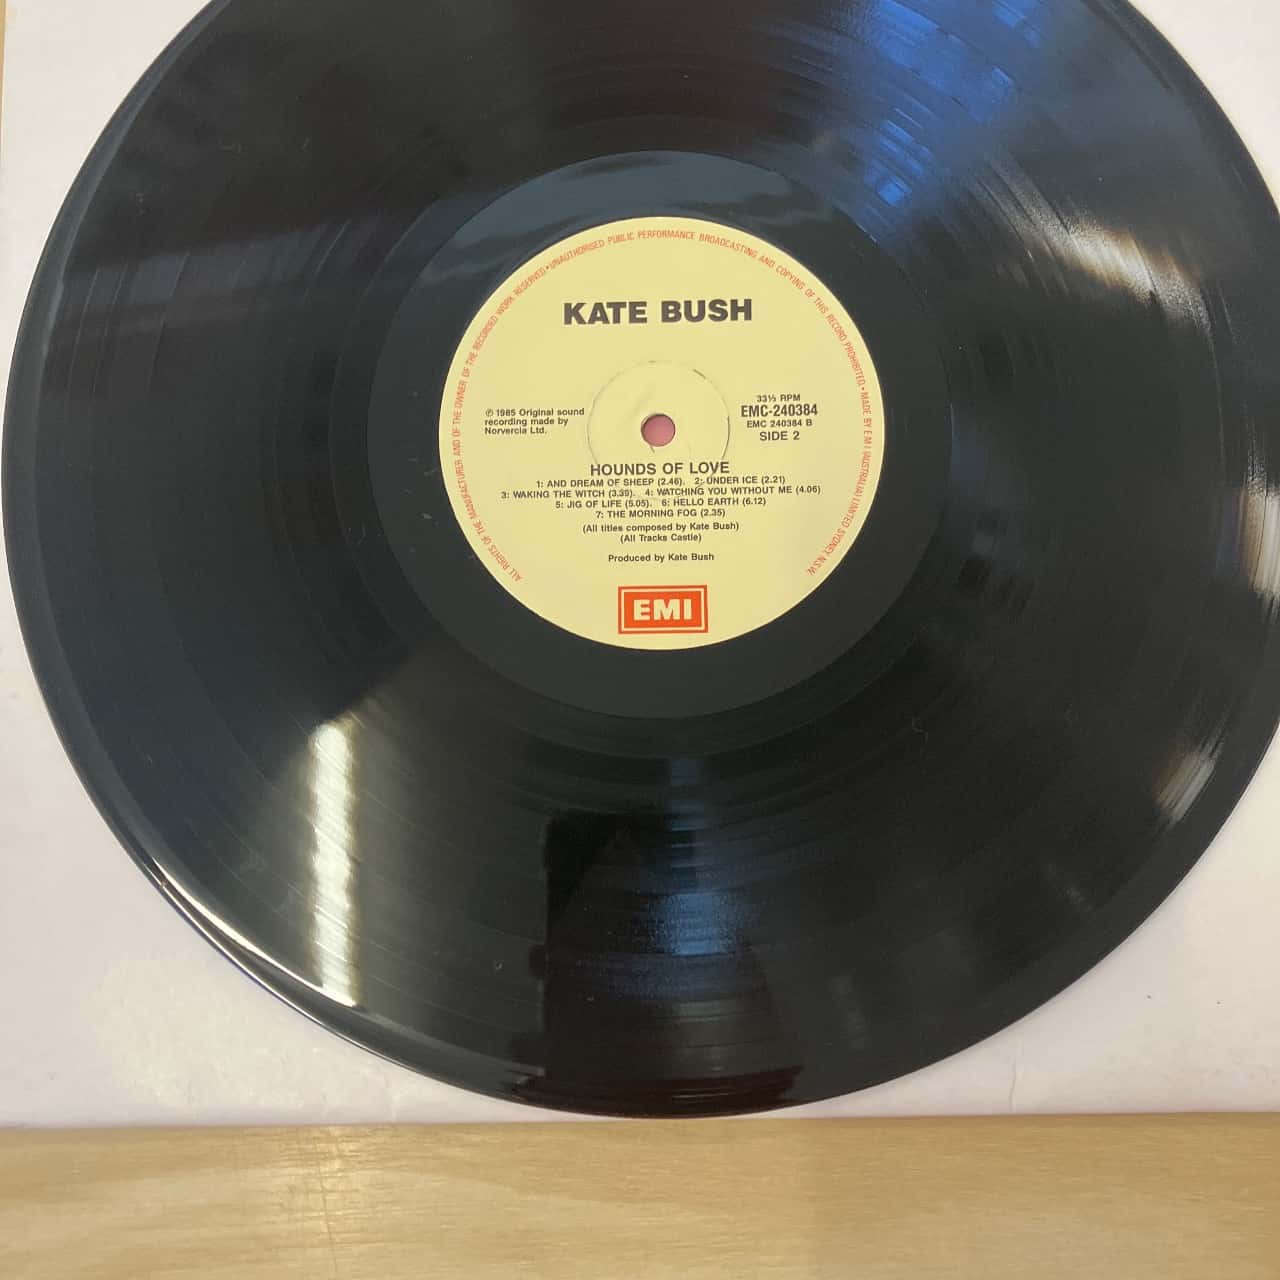 ALL RIGHTS OF THE MANUFACTURER AND OF THE OWNER OF THE RECORDED WORK RESERVED•UNAUTHORISED PUBLIC PERFORMANCE BROADCASTING AND COPYING OF THIS RECORD PROHIBITED•MADE BY E M I (AUSTRALIA) LIMITED SYDNEY, N.S.W.
KATE BUSH
℗ 1985 Original sound
recording made by
Norvercia Ltd.
33⅓ RPM
EMC-240384
EMC 240384 B
SIDE 2
HOUNDS OF LOVE
1: AND DREAM OF SHEEP (2.46). 2: UNDER ICE (2.21)
3: WAKING THE WITCH (3.39). 4: WATCHING YOU WITHOUT ME (4.06)
5: JIG OF LIFE (5.05). 6: HELLO EARTH (6.12)
7: THE MORNING FOG (2.35)
(All titles composed by Kate Bush)
(All Tracks Castle)
Produced by Kate Bush
EMI